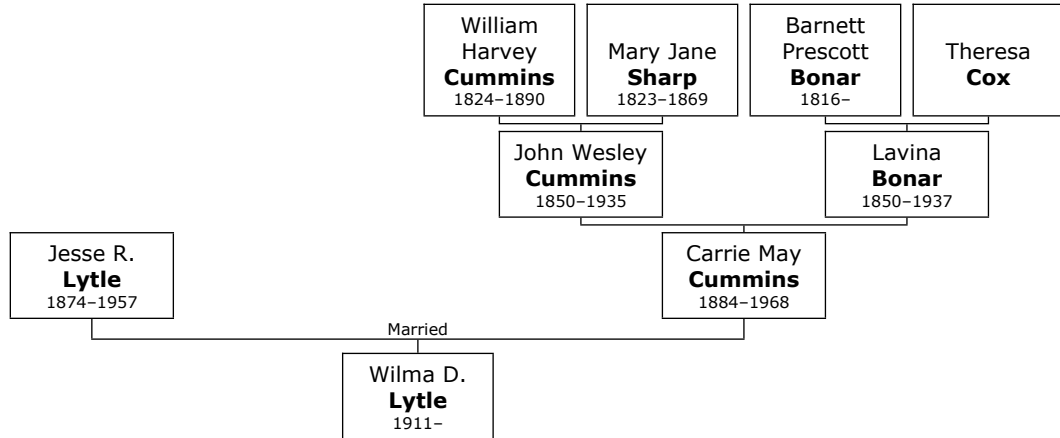 William
Harvey
Cummins
1824–1890
Mary Jane
Sharp
1823–1869
Barnett
Prescott
Bonar
1816–
Theresa
Cox
John Wesley
Cummins
1850–1935
Lavina
Bonar
1850–1937
Jesse R.
Lytle
1874–1957
Carrie May
Cummins
1884–1968
Married
Wilma D.
Lytle
1911–